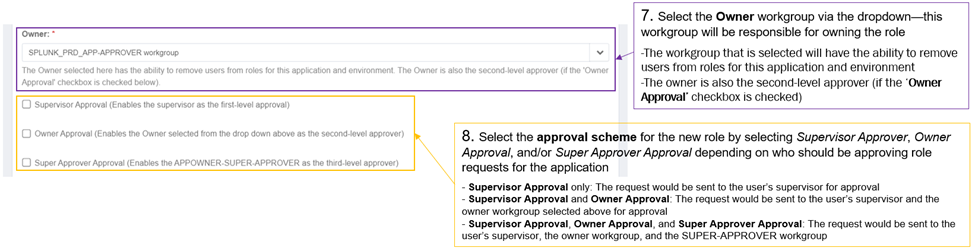 Owner: *
SPLUNK_PRD_APP-APPROVER workgroup
The Owner selected here has the ability to remove users from roles for this application and environment. The Owner is also the second-level approver (if the 'Owner
Approval' checkbox is checked below).
Supervisor Approval (Enables the supervisor as the first-level approval)
Owner Approval (Enables the Owner selected from the drop down above as the second-level approver)
Super Approver Approval (Enables the APPOWNER-SUPER-APPROVER as the third-level approver)
7. Select the Owner workgroup via the dropdown—this
workgroup will be responsible for owning the role
-The workgroup that is selected will have the ability to remove
users from roles for this application and environment
-The owner is also the second-level approver (if the 'Owner
Approval' checkbox is checked)
8. Select the approval scheme for the new role by selecting Supervisor Approver, Owner
Approval, and/or Super Approver Approval depending on who should be approving role
requests for the application
- Supervisor Approval only: The request would be sent to the user's supervisor for approval
- Supervisor Approval and Owner Approval: The request would be sent to the user's supervisor and the
owner workgroup selected above for approval
- Supervisor Approval, Owner Approval, and Super Approver Approval: The request would be sent to the
user's supervisor, the owner workgroup, and the SUPER-APPROVER workgroup